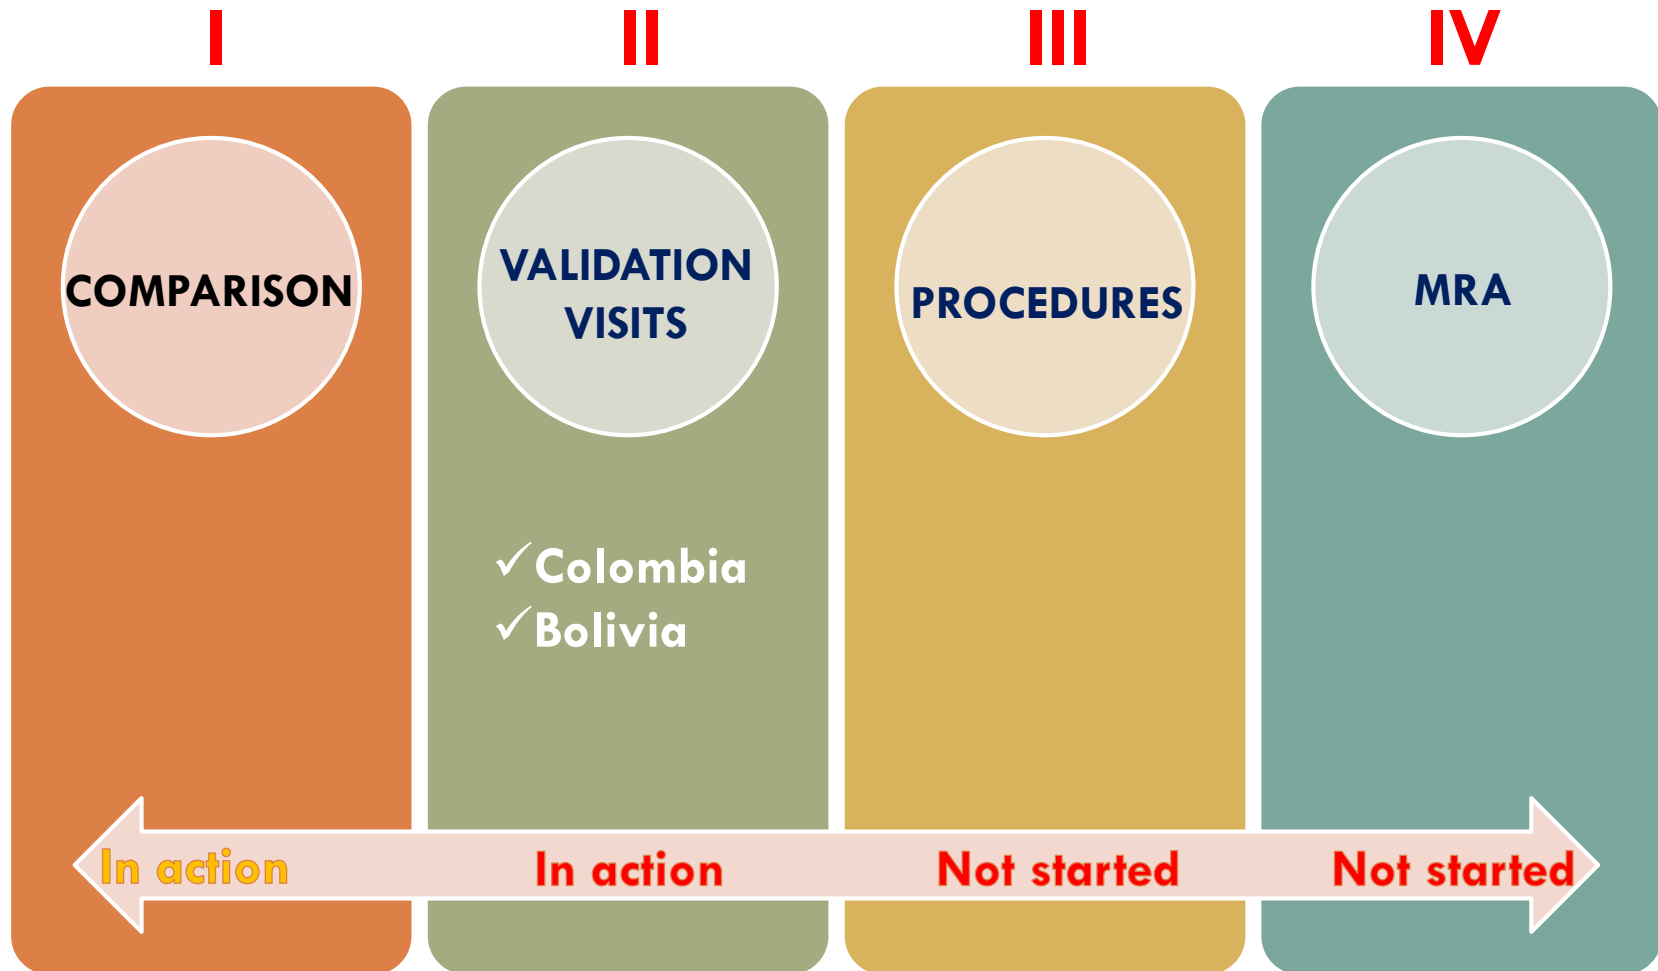 I
II
III
IV
COMPARISON
VALIDATION
VISITS
PROCEDURES
MRA
✓Colombia
✓Bolivia
In action
In action
Not started
Not started